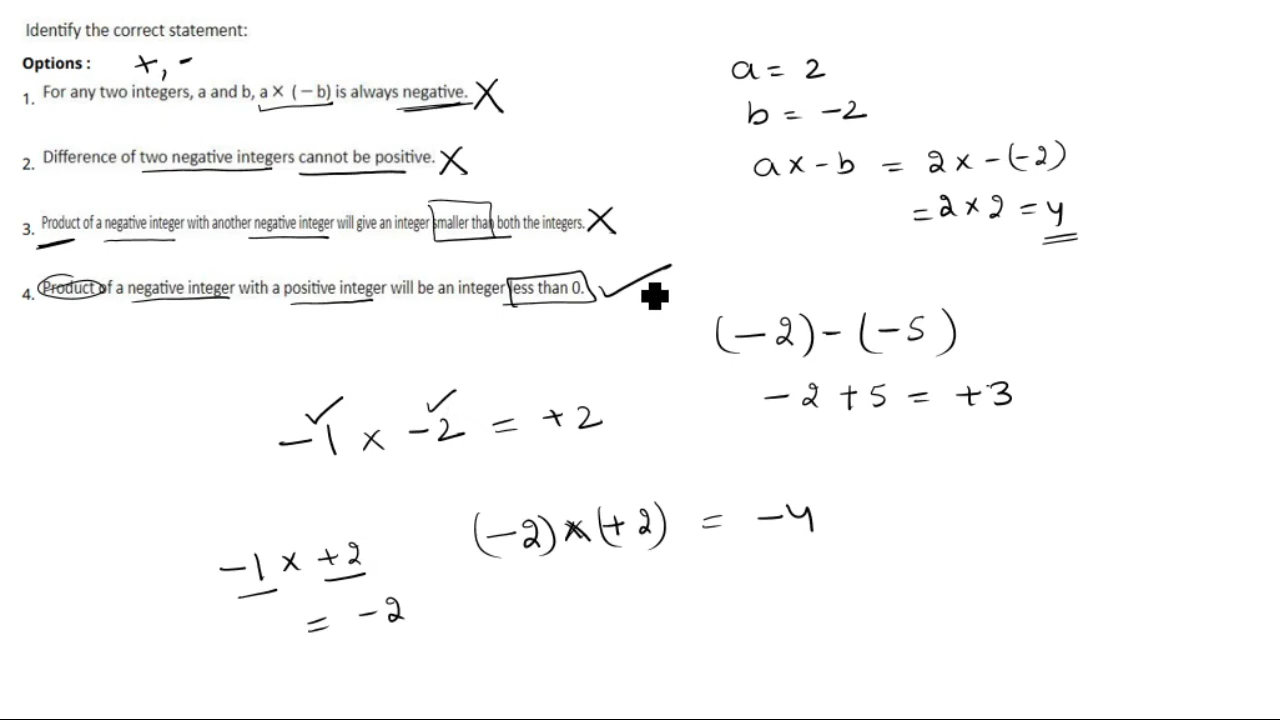 Identify the correct statement:
Options : +, -
1. For any two integers, a and b, a × (− b) is always negative. X
2. Difference of two negative integers cannot be positive. X
3. Product of a negative integer with another negative integer will give an integer smaller than both the integers. X
4. Product of a negative integer with a positive integer will be an integer less than 0. ✓
a = 2
b = -2
a x - b = 2 x - (-2)
= 2 x 2 = 4
(-2) - (-5)
-2 + 5 = +3
-1 x -2 = +2
(-2) x (+2) = -4
-1 x +2
= -2